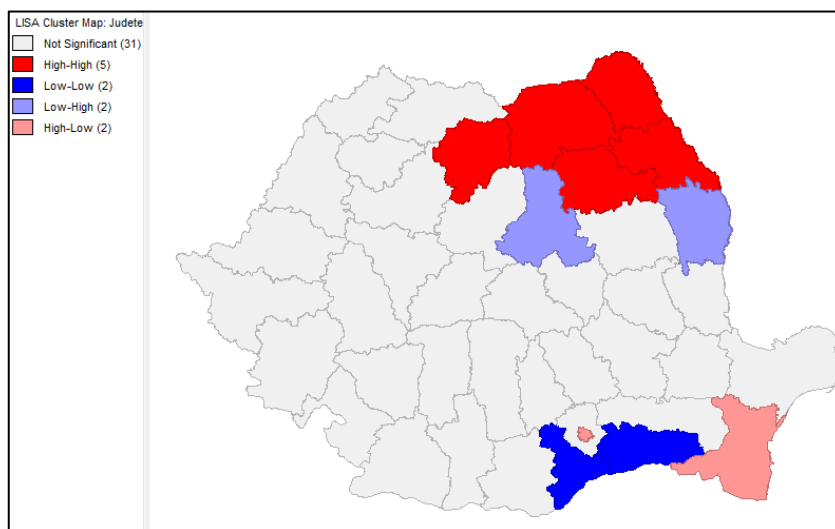 LISA Cluster Map: Judete
Not Significant (31)
High-High (5)
Low-Low (2)
Low-High (2)
High-Low (2)